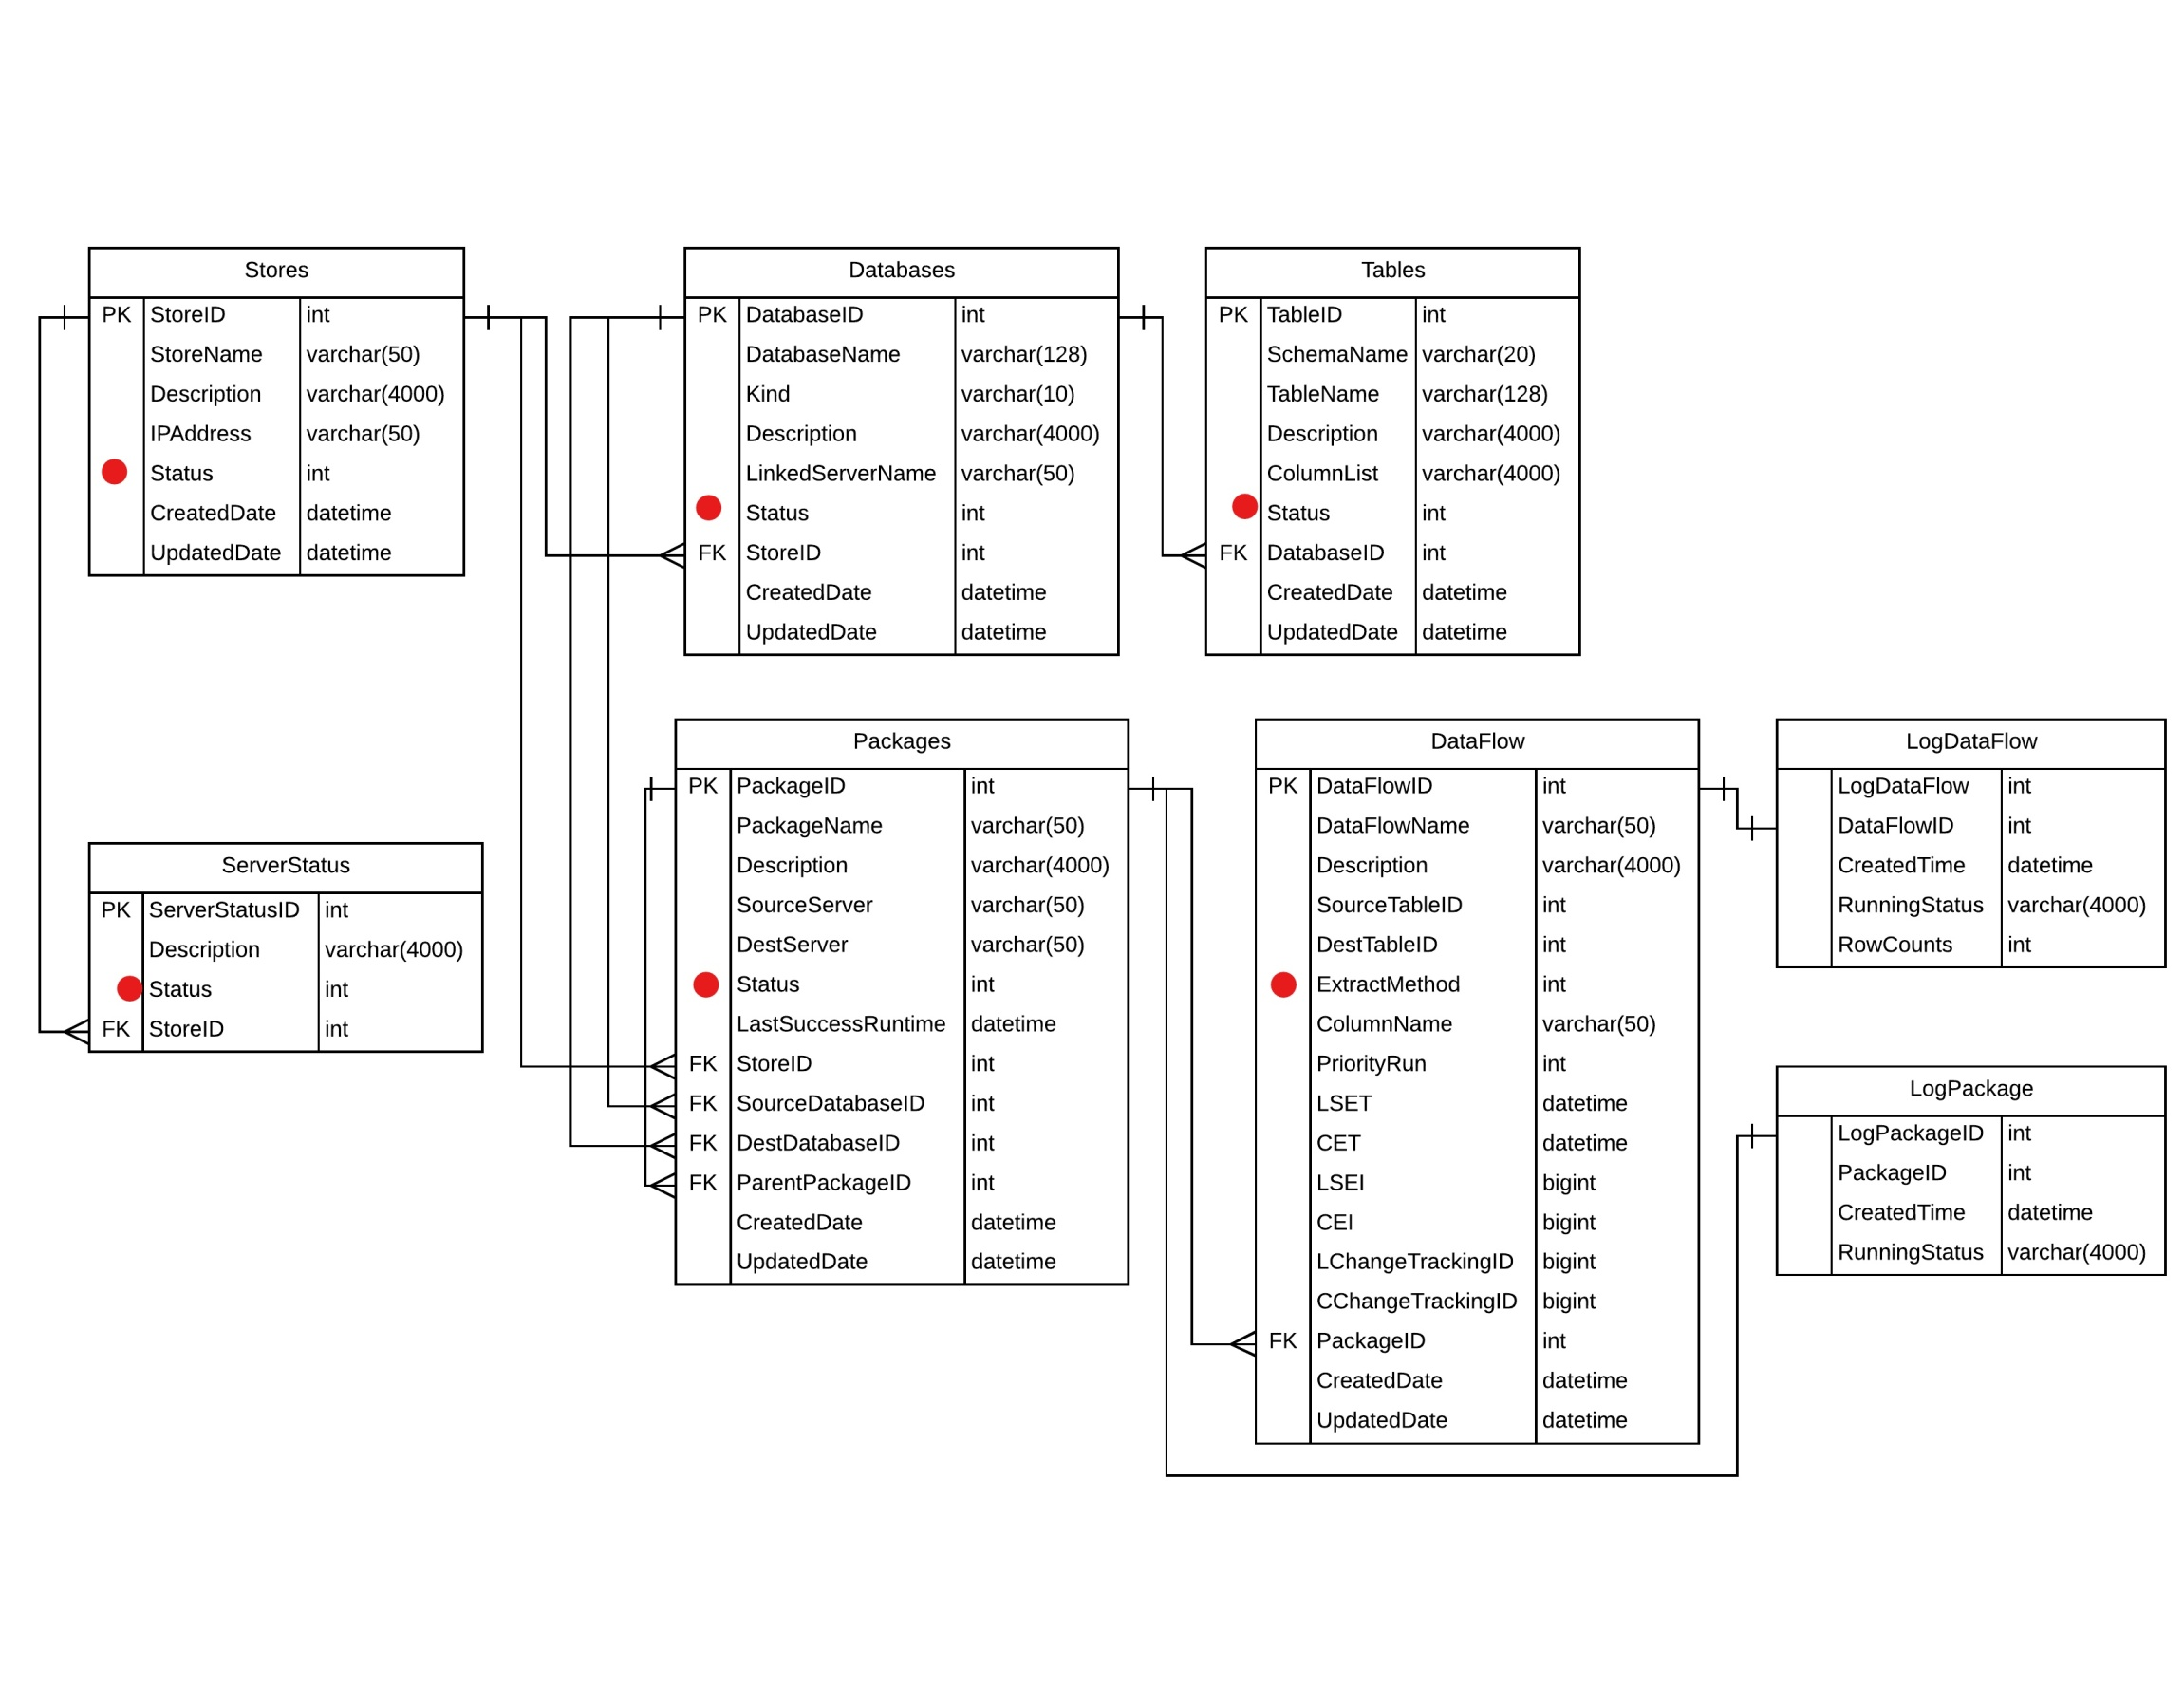 Stores
PK StoreID int
StoreName varchar(50)
Description varchar(4000)
IPAddress varchar(50)
Status int
CreatedDate datetime
UpdatedDate datetime
Databases
PK DatabaseID int
DatabaseName varchar(128)
Kind varchar(10)
Description varchar(4000)
LinkedServerName varchar(50)
Status int
FK StoreID int
CreatedDate datetime
UpdatedDate datetime
Tables
PK TableID int
SchemaName varchar(20)
TableName varchar(128)
Description varchar(4000)
ColumnList varchar(4000)
Status int
FK DatabaseID int
CreatedDate datetime
UpdatedDate datetime
ServerStatus
PK ServerStatusID int
Description varchar(4000)
Status int
FK StoreID int
Packages
PK PackageID int
PackageName varchar(50)
Description varchar(4000)
SourceServer varchar(50)
DestServer varchar(50)
Status int
LastSuccessRuntime datetime
FK StoreID int
FK SourceDatabaseID int
FK DestDatabaseID int
FK ParentPackageID int
CreatedDate datetime
UpdatedDate datetime
DataFlow
PK DataFlowID int
DataFlowName varchar(50)
Description varchar(4000)
SourceTableID int
DestTableID int
ExtractMethod int
ColumnName varchar(50)
PriorityRun int
LSET datetime
CET datetime
LSEI bigint
CEI bigint
LChangeTrackingID bigint
CChangeTrackingID bigint
FK PackageID int
CreatedDate datetime
UpdatedDate datetime
LogDataFlow
LogDataFlow int
DataFlowID int
CreatedTime datetime
RunningStatus varchar(4000)
RowCounts int
LogPackage
LogPackageID int
PackageID int
CreatedTime datetime
RunningStatus varchar(4000)